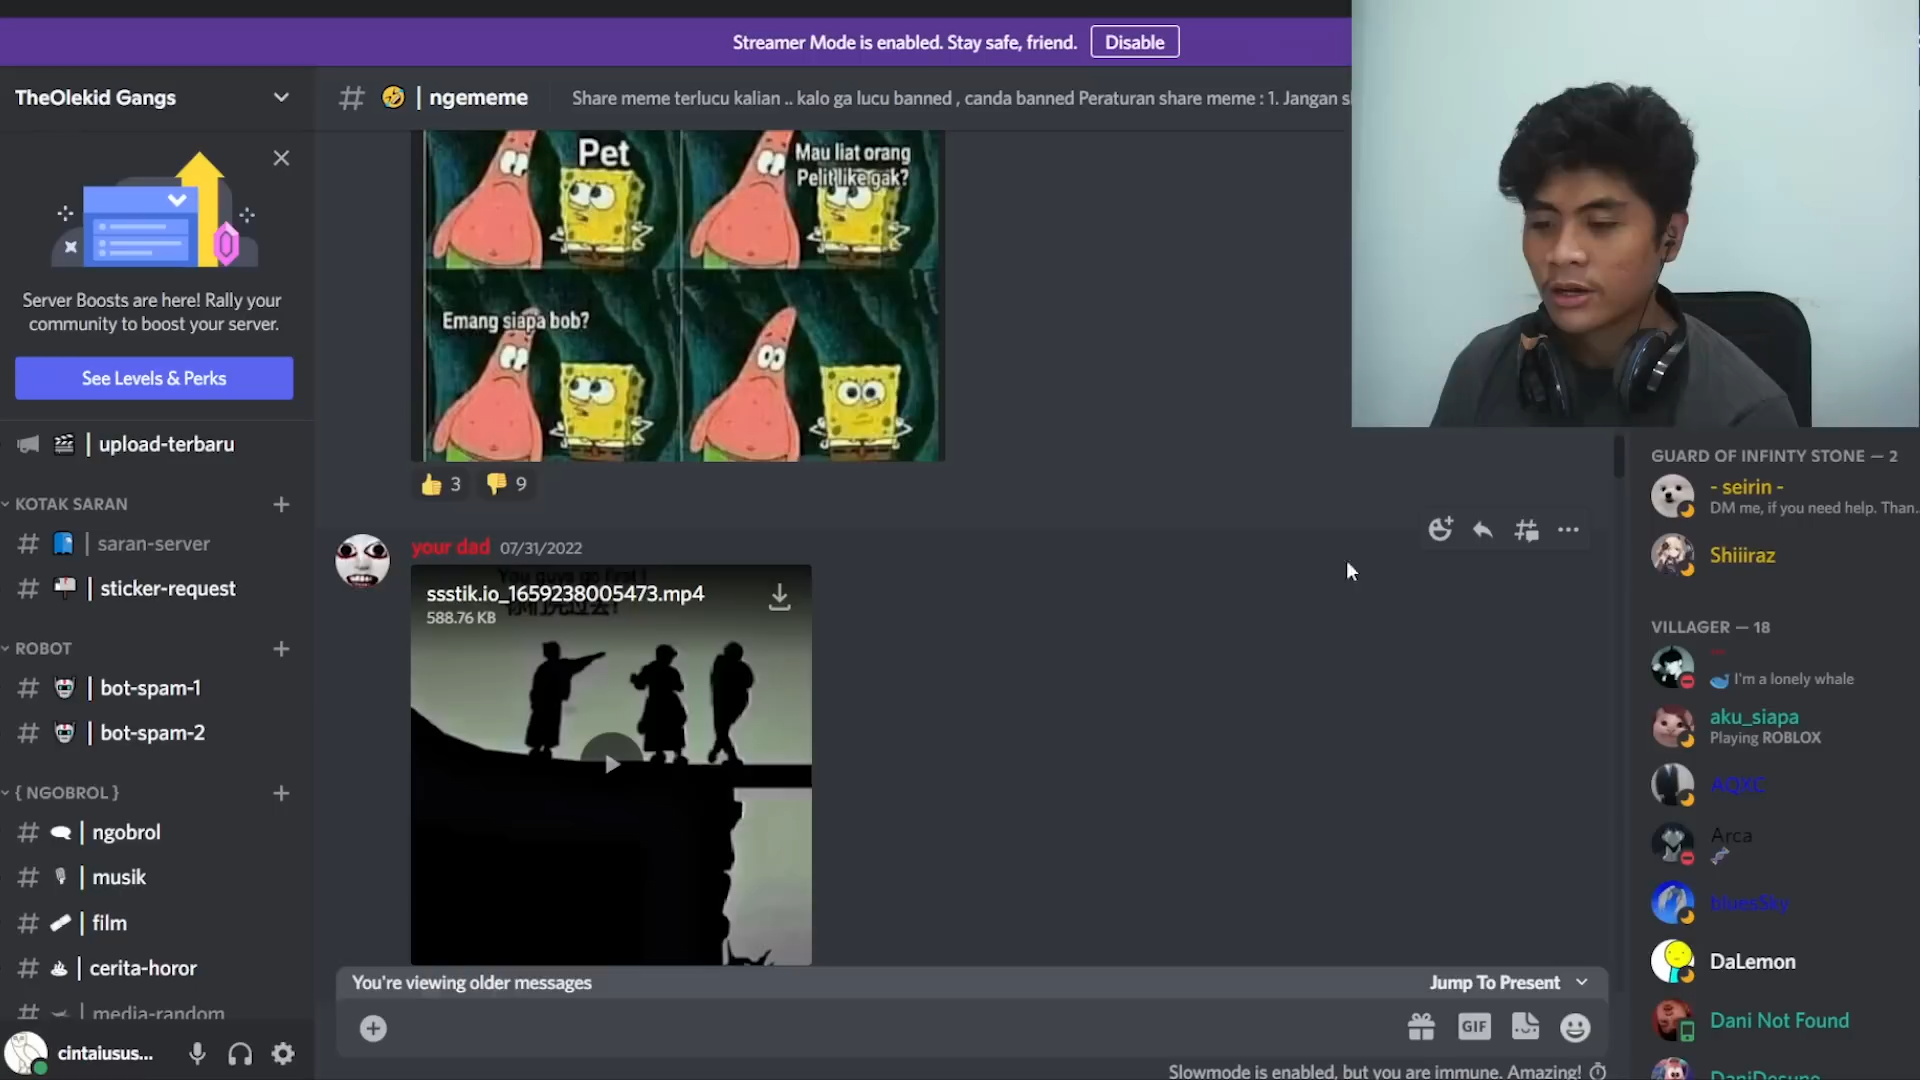 Streamer Mode is enabled. Stay safe, friend.
Disable
TheOlekid Gangs
ngememe
Share meme terlucu kalian .. kalo ga lucu banned , canda banned Peraturan share meme : 1. Jangan s
Server Boosts are here! Rally your
community to boost your server.
See Levels & Perks
upload-terbaru
KOTAK SARAN
saran-server
sticker-request
ROBOT
bot-spam-1
bot-spam-2
{ NGOBROL }
ngobrol
musik
film
cerita-horor
media-random
cintaiusus...
Pet
Mau liat orang
Pelit like gak?
Emang siapa bob?
3
9
your dad 07/31/2022
ssstik.io_1659238005473.mp4
588.76 KB
You're viewing older messages
Jump To Present
GIF
Slowmode is enabled, but you are immune. Amazing!
GUARD OF INFINTY STONE — 2
- seirin -
DM me, if you need help. Than...
Shiiiraz
VILLAGER — 18
I'm a lonely whale
aku_siapa
Playing ROBLOX
AQXC
Arca
bluesSky
DaLemon
Dani Not Found